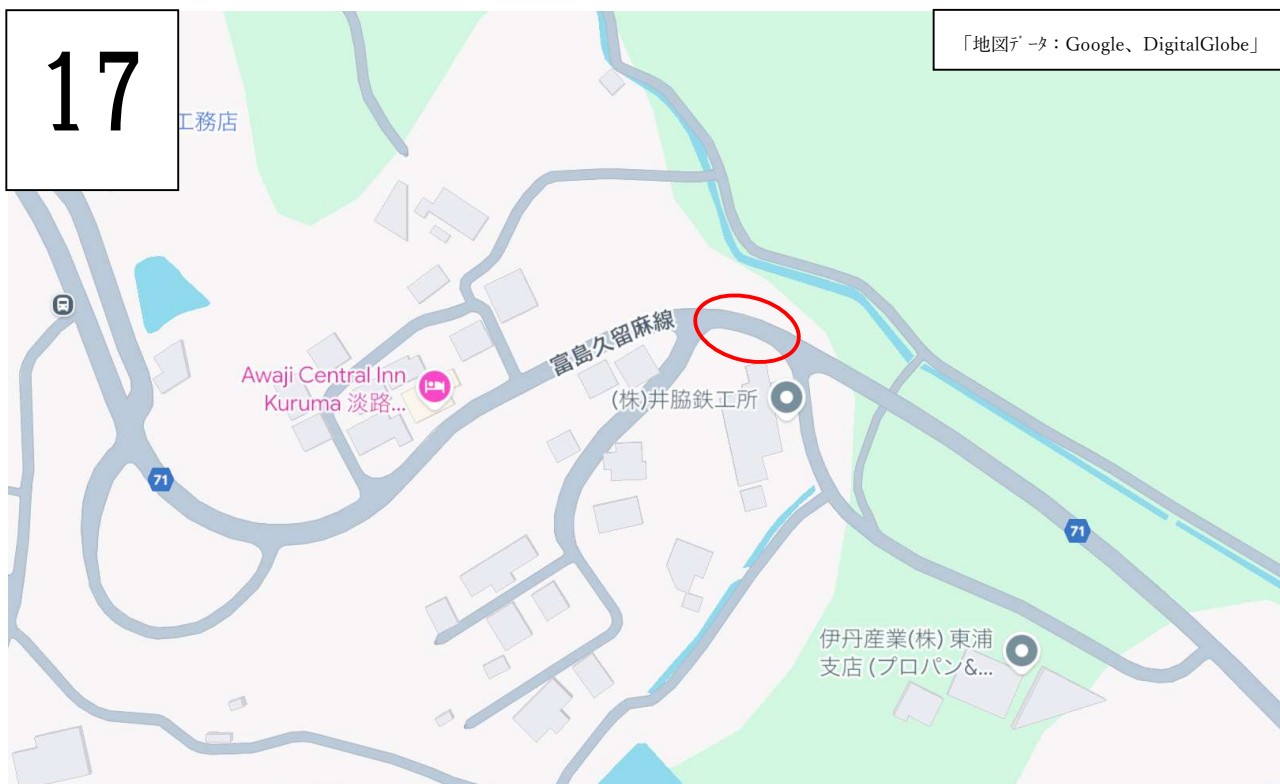 17
「地図ﾃﾞｰﾀ：Google、DigitalGlobe」
工務店
富島久留麻線
Awaji Central Inn
Kuruma 淡路...
(株)井脇鉄工所
71
71
伊丹産業(株) 東浦
支店 (プロパン&...